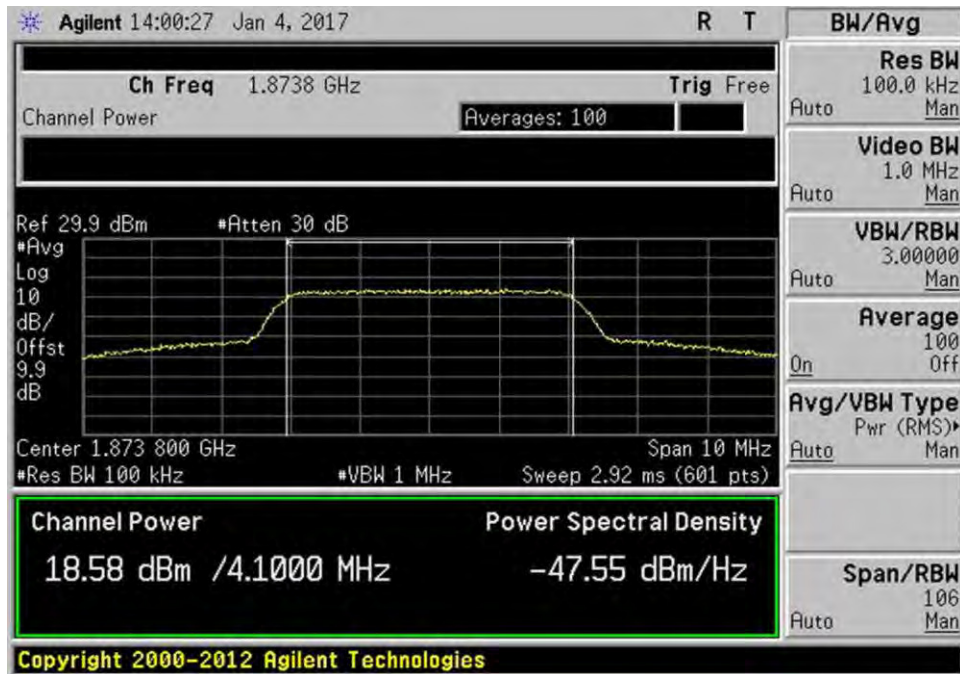 Agilent 14:00:27 Jan 4, 2017 R T
Ch Freq 1.8738 GHz Trig Free
Channel Power Averages: 100
Ref 29.9 dBm #Atten 30 dB
#Avg
Log
10
dB/
Offst
9.9
dB
Center 1.873 800 GHz Span 10 MHz
#Res BW 100 kHz #VBW 1 MHz Sweep 2.92 ms (601 pts)
Channel Power Power Spectral Density
18.58 dBm /4.1000 MHz -47.55 dBm/Hz
Copyright 2000-2012 Agilent Technologies
BW/Avg
Res BW
100.0 kHz
Auto Man
Video BW
1.0 MHz
Auto Man
VBW/RBW
3.00000
Auto Man
Average
100
On Off
Avg/VBW Type
Pwr (RMS)
Auto Man
Span/RBW
106
Auto Man